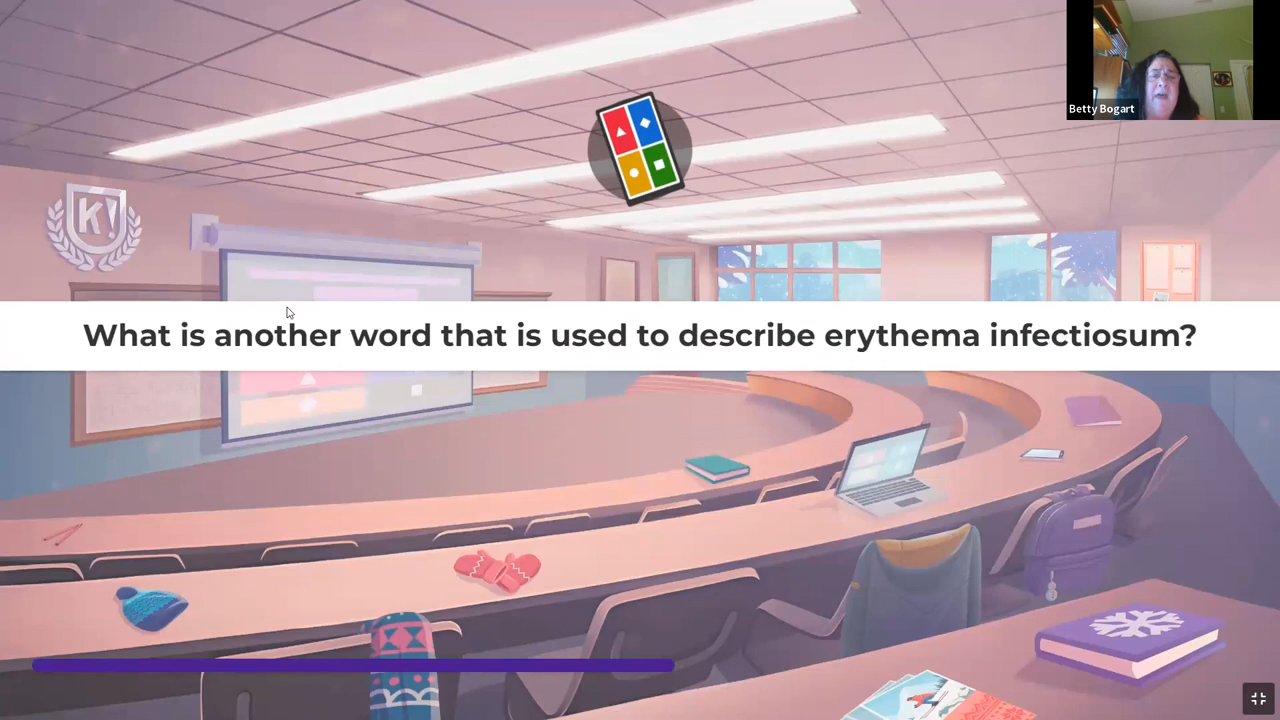 Betty Bogart
K!
What is another word that is used to describe erythema infectiosum?